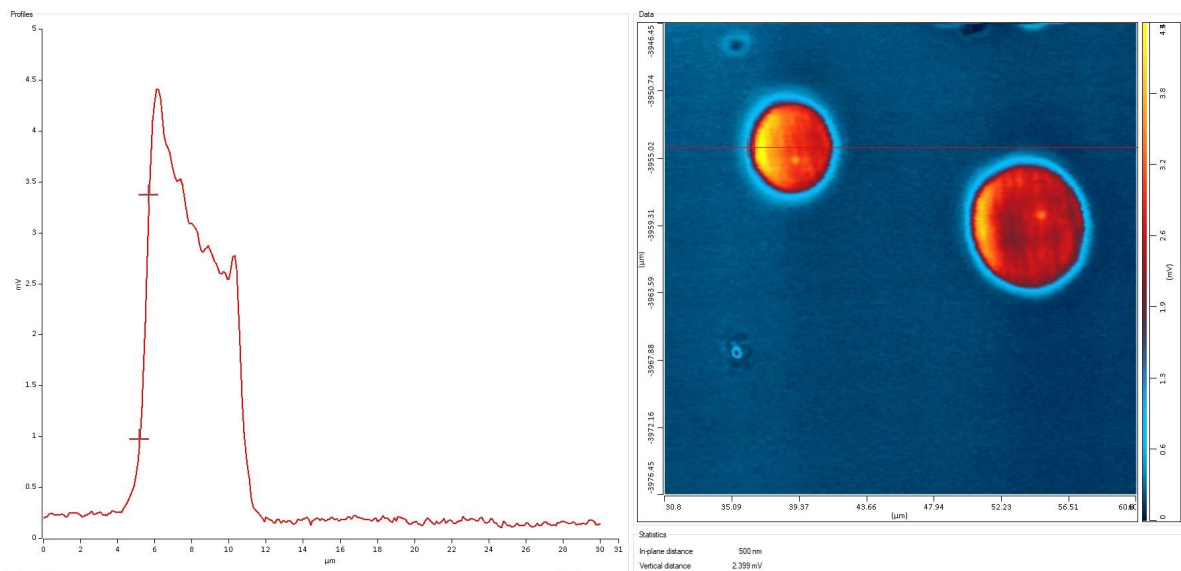 Profiles
5
4.5
4
3.5
3
2.5
2
1.5
1
0.5
0
mV
0 2 4 6 8 10 12 14 16 18 20 22 24 26 28 30 31
µm
Data
-3946.45
-3950.74
-3955.02
-3959.31
-3963.59
-3967.88
-3972.16
-3976.45
(µm)
30.8 35.09 39.37 43.66 47.94 52.23 56.51
(µm)
3.8
3.2
2.6
1.9
1.3
0.6
0
(mV)
Statistics
In-plane distance 500 nm
Vertical distance 2.399 mV